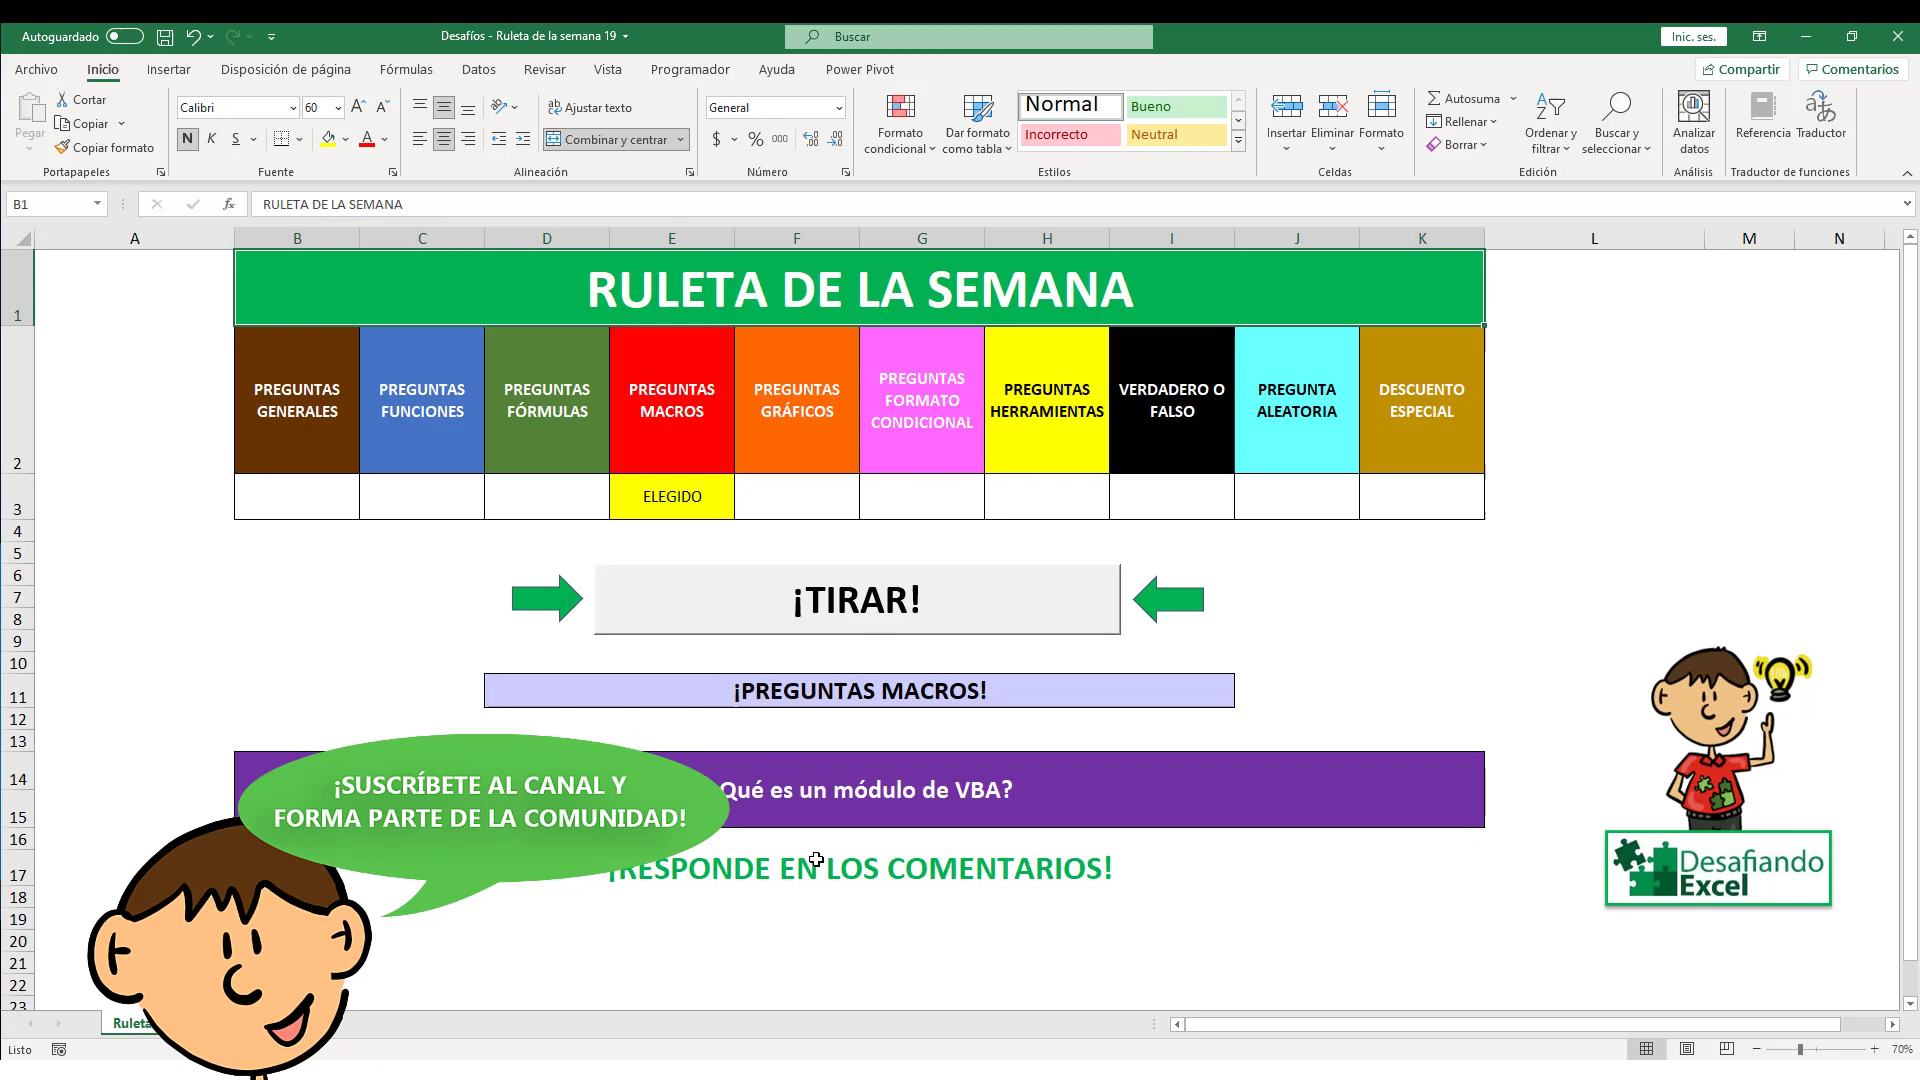 Autoguardado
Desafíos - Ruleta de la semana 19
Buscar
Inic. ses.
Archivo Inicio Insertar Disposición de página Fórmulas Datos Revisar Vista Programador Ayuda Power Pivot
Compartir Comentarios
Pegar
Cortar
Copiar
Copiar formato
Portapapeles
Calibri 60
N K S
Fuente
Ajustar texto
Combinar y centrar
Alineación
General
$ % 000
Número
Formato
condicional
Dar formato
como tabla
Normal Bueno
Incorrecto Neutral
Estilos
Insertar Eliminar Formato
Celdas
Autosuma
Rellenar
Borrar
Ordenar y
filtrar
Buscar y
seleccionar
Edición
Analizar
datos
Análisis
Referencia Traductor
Traductor de funciones
B1 fx RULETA DE LA SEMANA
A B C D E F G H I J K L M N
1
2
3
4
5
6
7
8
9
10
11
12
13
14
15
16
17
18
19
20
21
22
23
RULETA DE LA SEMANA
PREGUNTAS
GENERALES
PREGUNTAS
FUNCIONES
PREGUNTAS
FÓRMULAS
PREGUNTAS
MACROS
PREGUNTAS
GRÁFICOS
PREGUNTAS
FORMATO
CONDICIONAL
PREGUNTAS
HERRAMIENTAS
VERDADERO O
FALSO
PREGUNTA
ALEATORIA
DESCUENTO
ESPECIAL
ELEGIDO
¡TIRAR!
¡PREGUNTAS MACROS!
Qué es un módulo de VBA?
¡SUSCRÍBETE AL CANAL Y
FORMA PARTE DE LA COMUNIDAD!
¡RESPONDE EN LOS COMENTARIOS!
Desafiando
Excel
Ruleta
Listo
70%